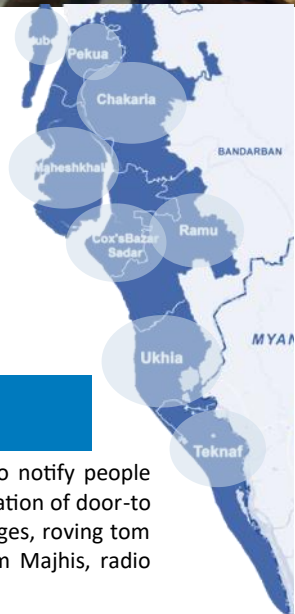 Pekua
Chakaria
BANDARBAN
Maheshkhali
Cox'sBazar
Sadar
Ramu
MYAN
Ukhia
Teknaf
o notify people
ation of door-to
ges, roving tom
m Majhis, radio